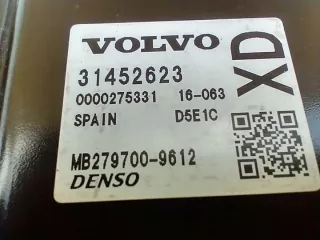 VOLVO
XD
31452623
0000275331 16-063
SPAIN D5E1C
MB279700-9612
DENSO